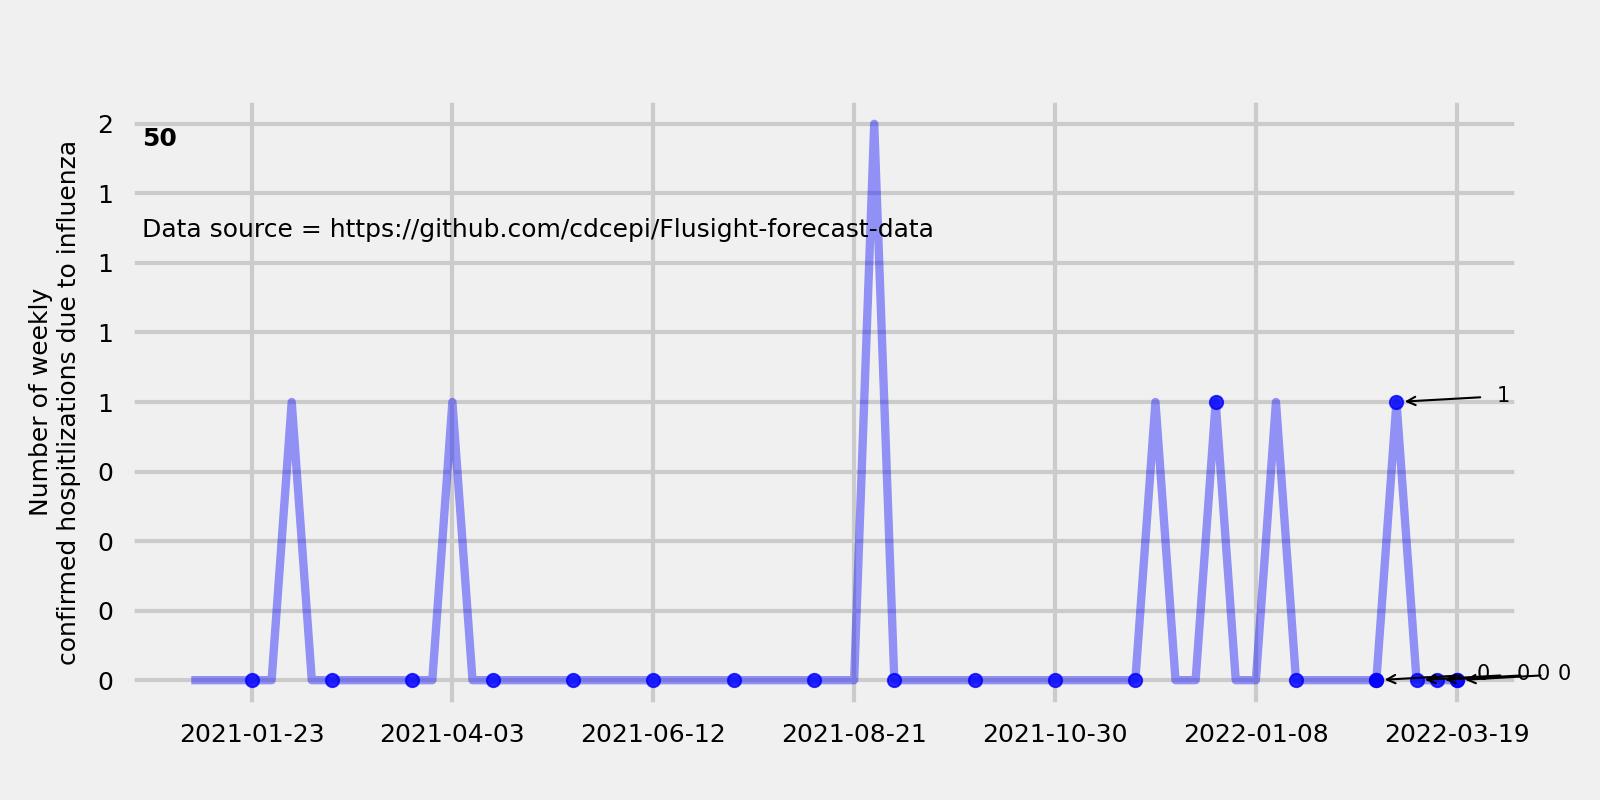 50
Data source = https://github.com/cdcepi/Flusight-forecast-data
Number of weekly
confirmed hospitlizations due to influenza
2
1
1
1
1
0
0
0
0
1
0 0 0 0
2021-01-23 2021-04-03 2021-06-12 2021-08-21 2021-10-30 2022-01-08 2022-03-19